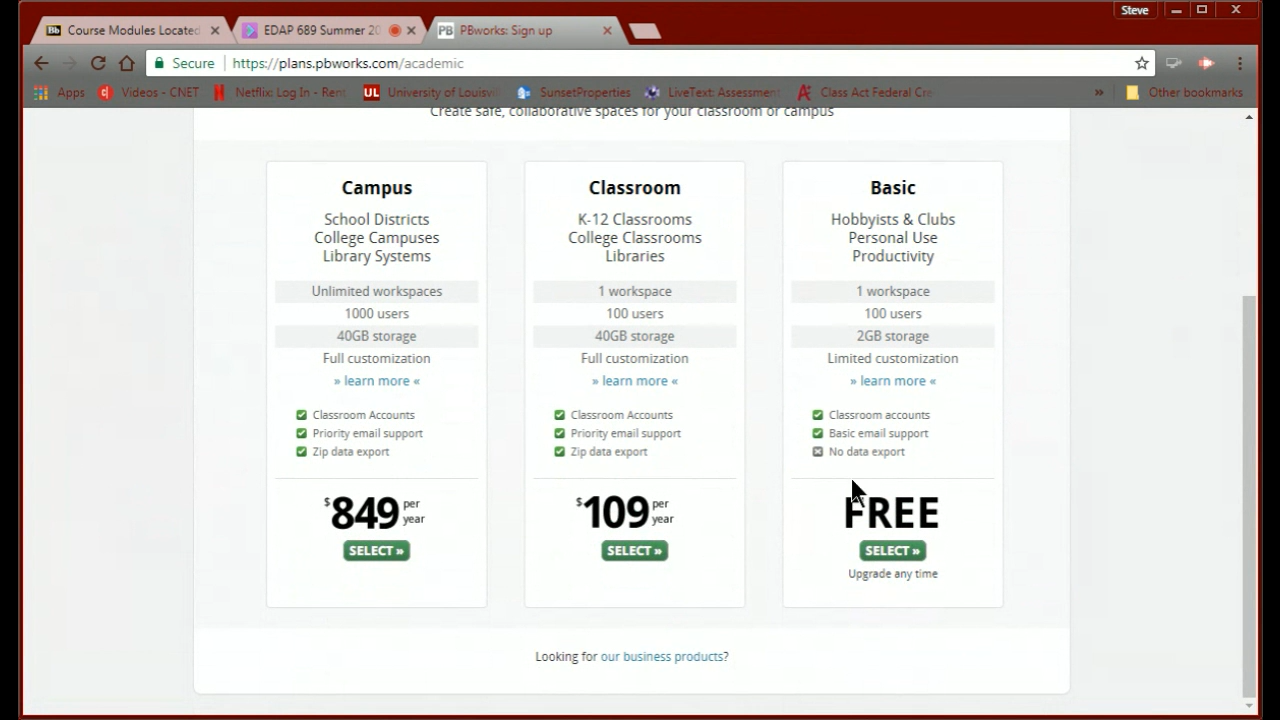 Steve
Course Modules Located
EDAP 689 Summer 20
PB PBworks: Sign up
Secure https://plans.pbworks.com/academic
Apps Videos - CNET Netflix: Log In - Rent UL University of Louisvil SunsetProperties LiveText: Assessment Class Act Federal Cre » Other bookmarks
Create safe, collaborative spaces for your classroom or campus
Campus
School Districts
College Campuses
Library Systems
Unlimited workspaces
1000 users
40GB storage
Full customization
» learn more «
Classroom Accounts
Priority email support
Zip data export
$849 per year
SELECT »
Classroom
K-12 Classrooms
College Classrooms
Libraries
1 workspace
100 users
40GB storage
Full customization
» learn more «
Classroom Accounts
Priority email support
Zip data export
$109 per year
SELECT »
Basic
Hobbyists & Clubs
Personal Use
Productivity
1 workspace
100 users
2GB storage
Limited customization
» learn more «
Classroom accounts
Basic email support
No data export
FREE
SELECT »
Upgrade any time
Looking for our business products?